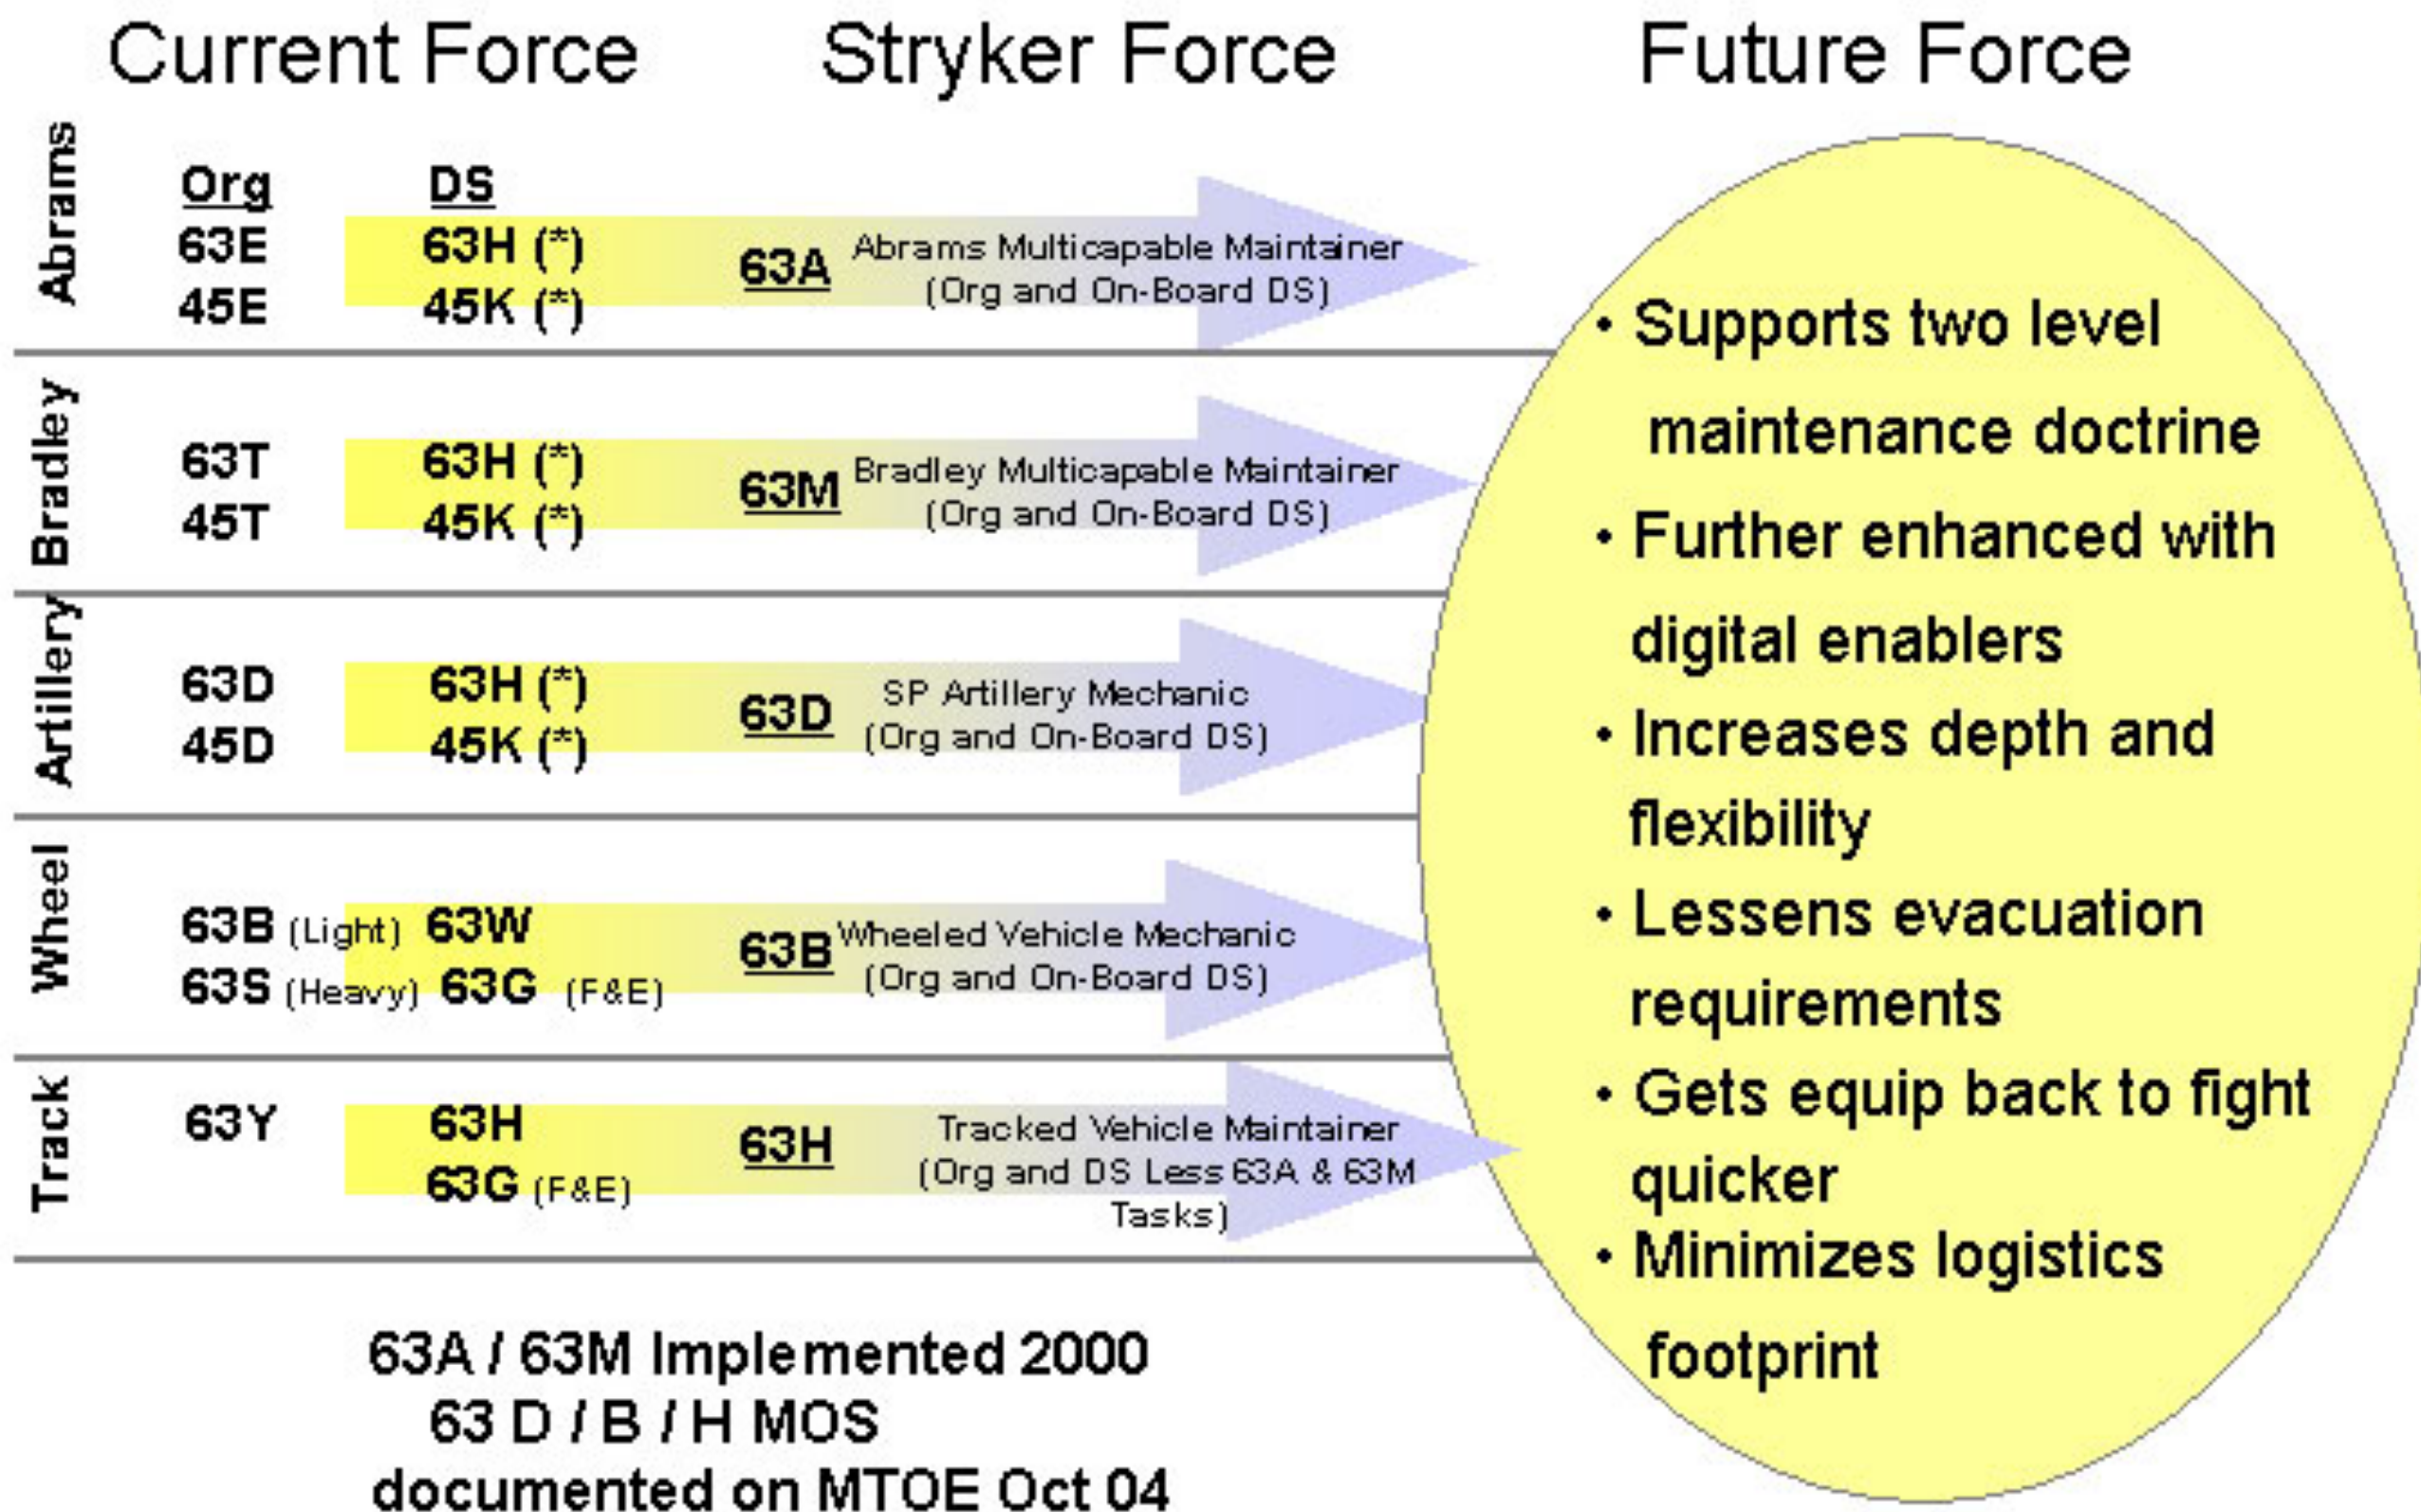 Current Force Stryker Force Future Force
Abrams
Org DS
63E 63H (*)
45E 45K (*)
63A Abrams Multicapable Maintainer
(Org and On-Board DS)
Bradley
63T 63H (*)
45T 45K (*)
63M Bradley Multicapable Maintainer
(Org and On-Board DS)
Artillery
63D 63H (*)
45D 45K (*)
63D SP Artillery Mechanic
(Org and On-Board DS)
Wheel
63B (Light) 63W
63S (Heavy) 63G (F&E)
63B Wheeled Vehicle Mechanic
(Org and On-Board DS)
Track
63Y 63H
63G (F&E)
63H Tracked Vehicle Maintainer
(Org and DS Less 63A & 63M
Tasks)
• Supports two level
maintenance doctrine
• Further enhanced with
digital enablers
• Increases depth and
flexibility
• Lessens evacuation
requirements
• Gets equip back to fight
quicker
• Minimizes logistics
footprint
63A / 63M Implemented 2000
63 D / B / H MOS
documented on MTOE Oct 04